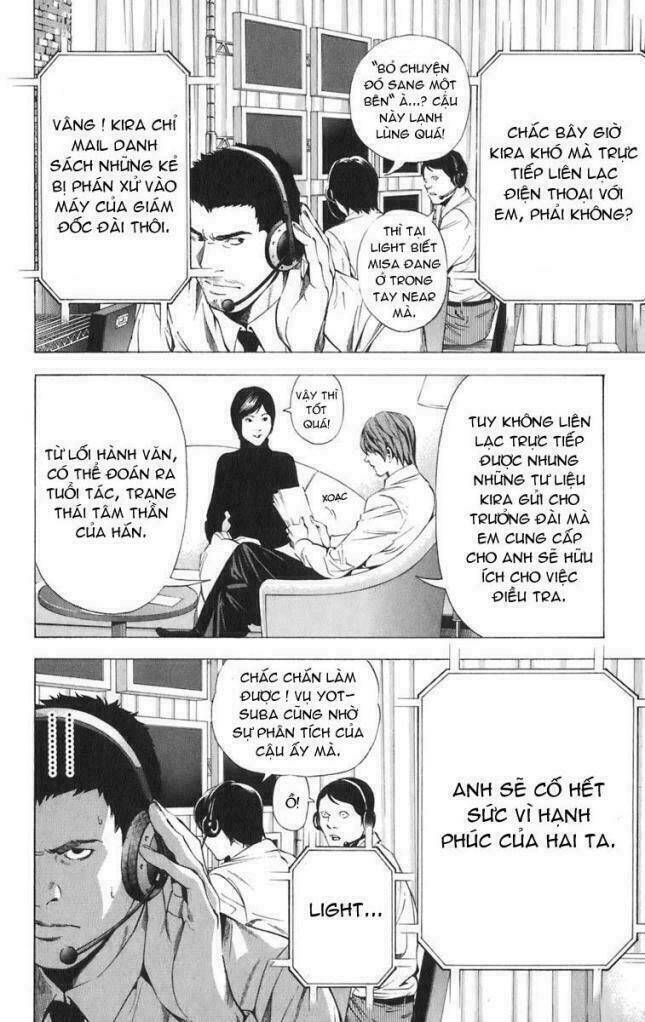 CHẮC BÂY GIỜ
KIRA KHÓ MÀ TRỰC
TIẾP LIÊN LẠC
ĐIỆN THOẠI VỚI
EM, PHẢI KHÔNG?
"BỎ CHUYỆN
ĐÓ SANG MỘT
BÊN" À...? CẬU
NÀY LẠNH
LÙNG QUÁ!
THÌ TẠI
LIGHT BIẾT
MISA ĐANG
Ở TRONG
TAY NEAR
MÀ.
VÂNG! KIRA CHỈ
MAIL DANH
SÁCH NHỮNG KẺ
BỊ PHÁN XỬ VÀO
MÁY CỦA GIÁM
ĐỐC ĐÀI THÔI.
TUY KHÔNG LIÊN
LẠC TRỰC TIẾP
ĐƯỢC NHƯNG
NHỮNG TƯ LIỆU
KIRA GỬI CHO
TRƯỞNG ĐÀI MÀ
EM CUNG CẤP
CHO ANH SẼ HỮU
ÍCH CHO VIỆC
ĐIỀU TRA.
VẬY THÌ
TỐT
QUÁ!
XOẠC
TỪ LỐI HÀNH VĂN,
CÓ THỂ ĐOÁN RA
TUỔI TÁC, TRẠNG
THÁI TÂM THẦN
CỦA HẮN.
CHẮC CHẮN LÀM
ĐƯỢC! VỤ YOT-
SUBA CŨNG NHỜ
SỰ PHÂN TÍCH CỦA
CẬU ẤY MÀ.
Ồ!
ANH SẼ CỐ HẾT
SỨC VÌ HẠNH
PHÚC CỦA HAI TA.
LIGHT...